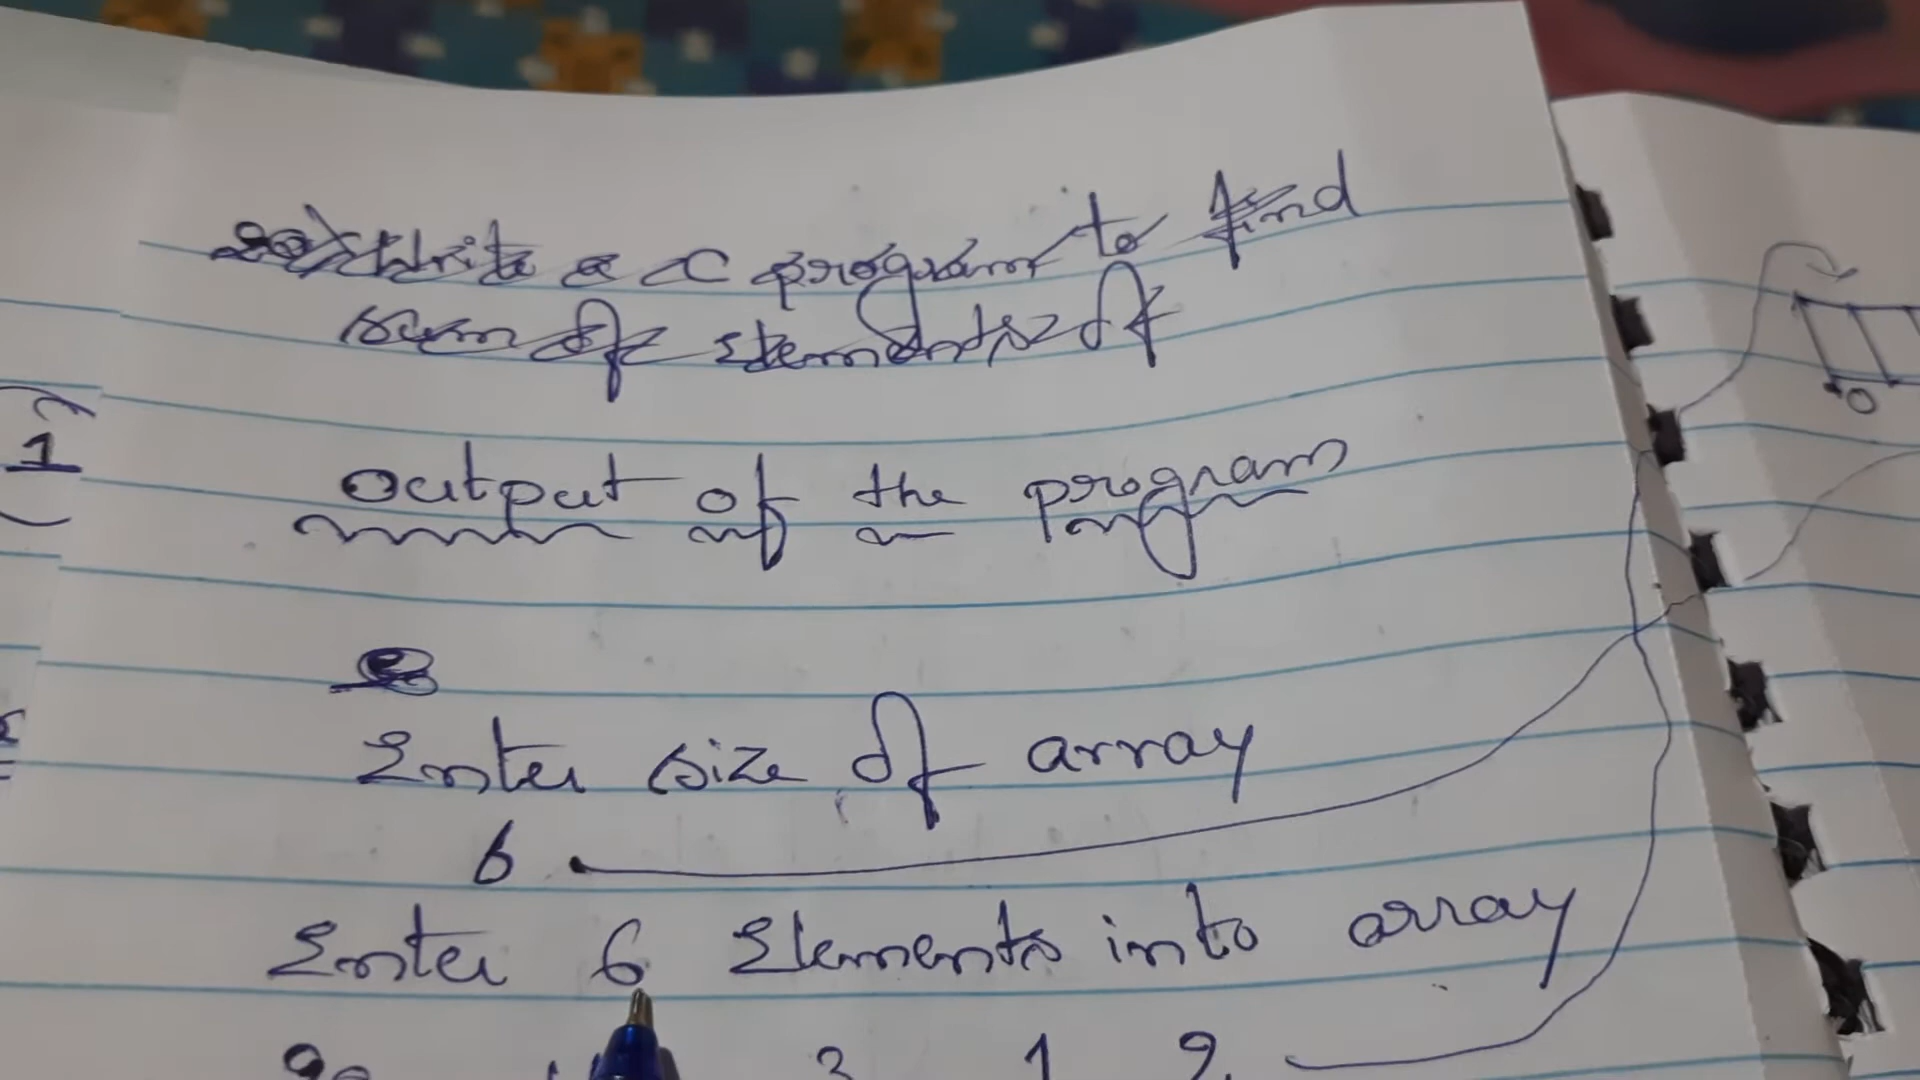 Write a C program to find
sum of elements of
output of the program
Enter size of array
6
Enter 6 Elements into array
3 1 2
1